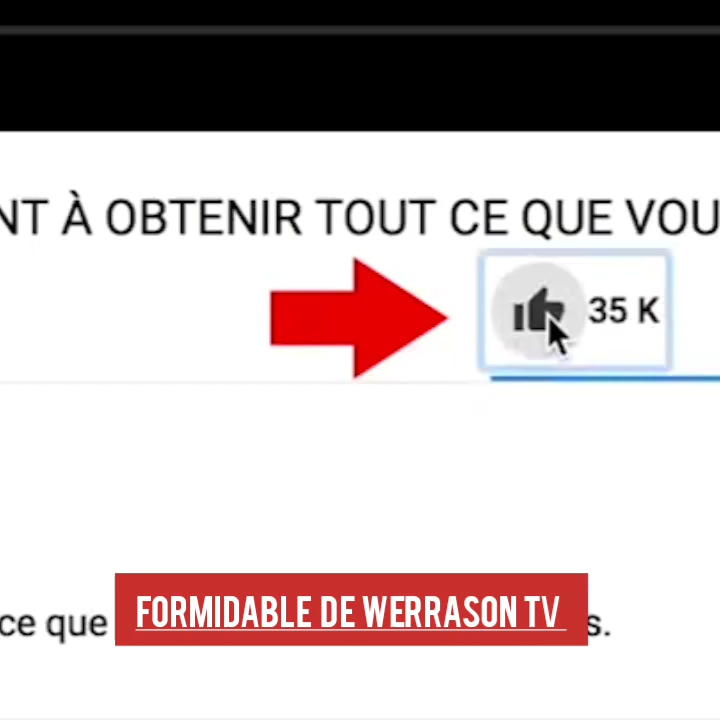 NT À OBTENIR TOUT CE QUE VOU
35 K
ce que
FORMIDABLE DE WERRASON TV
s.